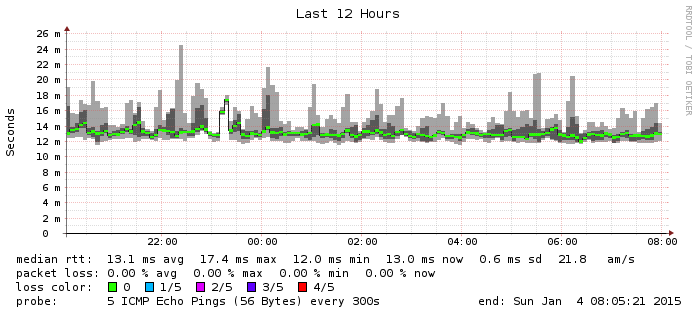 Last 12 Hours
RRDTOOL / TOBI OETIKER
Seconds
26 m
24 m
22 m
20 m
18 m
16 m
14 m
12 m
10 m
8 m
6 m
4 m
2 m
0
22:00 00:00 02:00 04:00 06:00 08:00
median rtt: 13.1 ms avg 17.4 ms max 12.0 ms min 13.0 ms now 0.6 ms sd 21.8 am/s
packet loss: 0.00 % avg 0.00 % max 0.00 % min 0.00 % now
loss color: 0 1/5 2/5 3/5 4/5
probe: 5 ICMP Echo Pings (56 Bytes) every 300s end: Sun Jan 4 08:05:21 2015